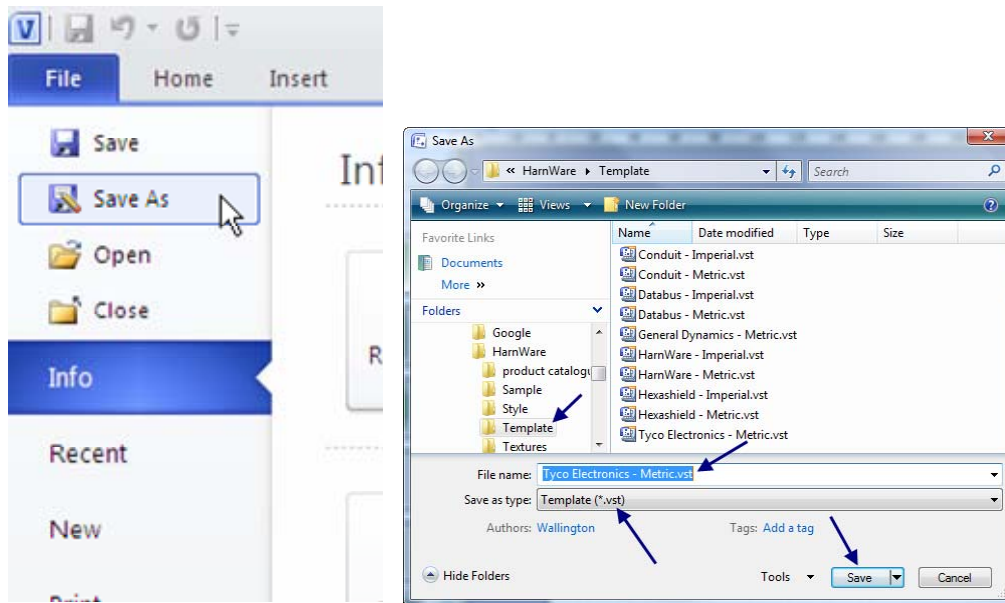 V
File Home Insert
Save
Save As
Open
Close
Info
Recent
New
Print
Inf
R
Save As
« HarnWare Template Search
Organize Views New Folder
Favorite Links
Documents
More »
Folders
Google
HarnWare
product catalogu
Sample
Style
Template
Textures
Name Date modified Type Size
Conduit - Imperial.vst
Conduit - Metric.vst
Databus - Imperial.vst
Databus - Metric.vst
General Dynamics - Metric.vst
HarnWare - Imperial.vst
HarnWare - Metric.vst
Hexashield - Imperial.vst
Hexashield - Metric.vst
Tyco Electronics - Metric.vst
File name: Tyco Electronics - Metric.vst
Save as type: Template (*.vst)
Authors: Wallington Tags: Add a tag
Hide Folders Tools Save Cancel